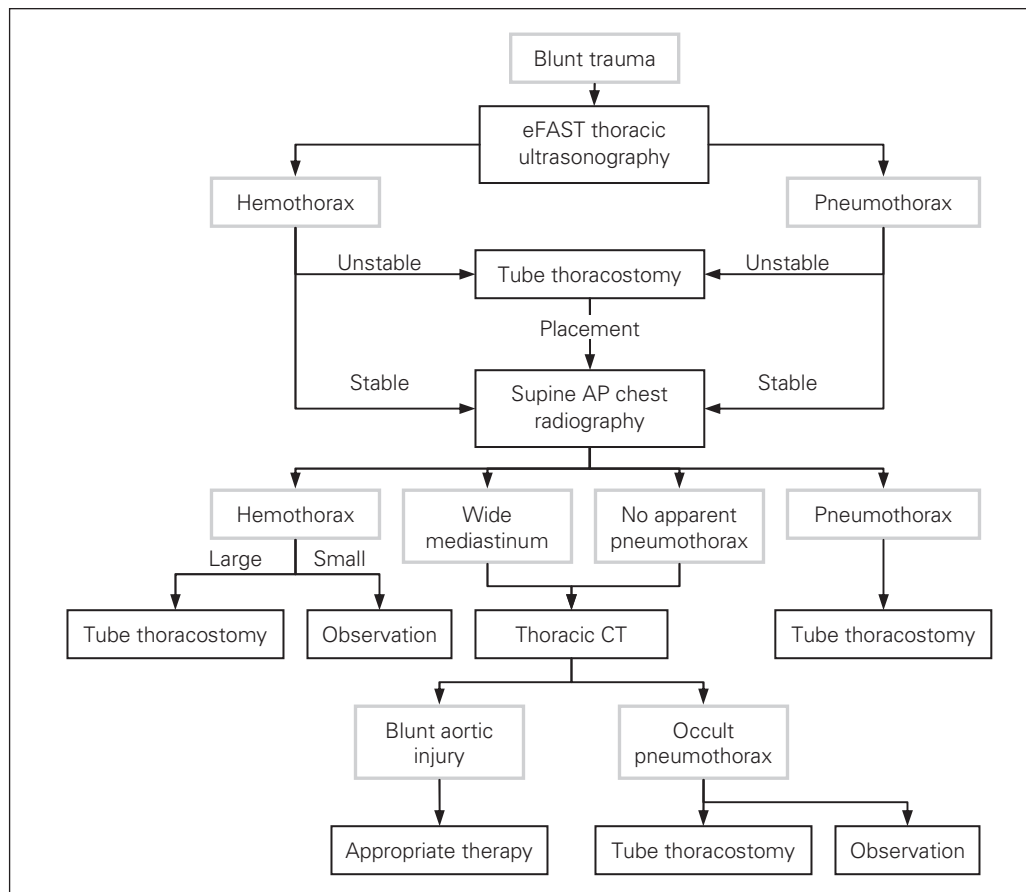 Blunt trauma
eFAST thoracic
ultrasonography
Hemothorax
Pneumothorax
Unstable
Tube thoracostomy
Unstable
Placement
Stable
Supine AP chest
radiography
Stable
Hemothorax
Wide
mediastinum
No apparent
pneumothorax
Pneumothorax
Large
Small
Tube thoracostomy
Observation
Thoracic CT
Tube thoracostomy
Blunt aortic
injury
Occult
pneumothorax
Appropriate therapy
Tube thoracostomy
Observation